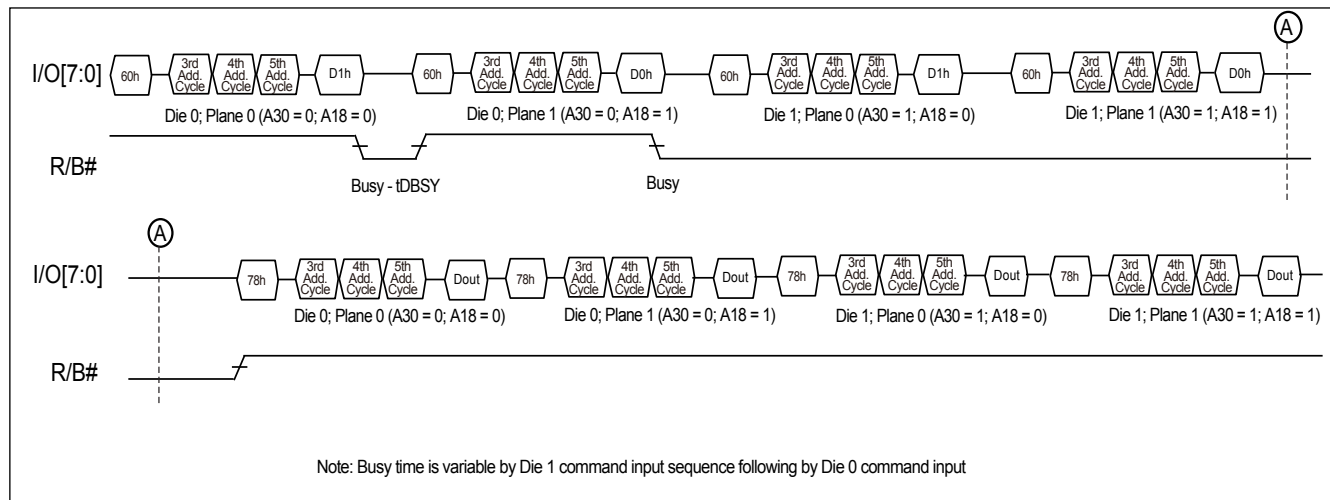 A
I/O[7:0] 60h 3rd Add. Cycle 4th Add. Cycle 5th Add. Cycle D1h 60h 3rd Add. Cycle 4th Add. Cycle 5th Add. Cycle D0h 60h 3rd Add. Cycle 4th Add. Cycle 5th Add. Cycle D1h 60h 3rd Add. Cycle 4th Add. Cycle 5th Add. Cycle D0h
Die 0; Plane 0 (A30 = 0; A18 = 0) Die 0; Plane 1 (A30 = 0; A18 = 1) Die 1; Plane 0 (A30 = 1; A18 = 0) Die 1; Plane 1 (A30 = 1; A18 = 1)
R/B#
Busy - tDBSY Busy
A
I/O[7:0] 78h 3rd Add. Cycle 4th Add. Cycle 5th Add. Cycle Dout 78h 3rd Add. Cycle 4th Add. Cycle 5th Add. Cycle Dout 78h 3rd Add. Cycle 4th Add. Cycle 5th Add. Cycle Dout 78h 3rd Add. Cycle 4th Add. Cycle 5th Add. Cycle Dout
Die 0; Plane 0 (A30 = 0; A18 = 0) Die 0; Plane 1 (A30 = 0; A18 = 1) Die 1; Plane 0 (A30 = 1; A18 = 0) Die 1; Plane 1 (A30 = 1; A18 = 1)
R/B#
Note: Busy time is variable by Die 1 command input sequence following by Die 0 command input